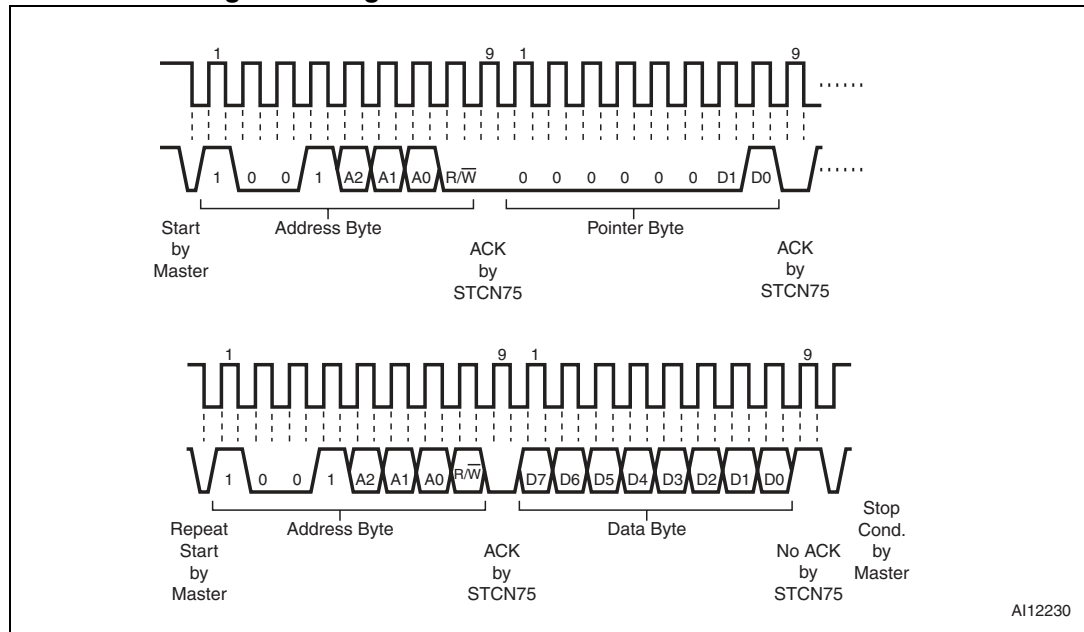 1 9 1 9
1 0 0 1 A2 A1 A0 R/W 0 0 0 0 0 0 D1 D0
Start
by
Master
Address Byte
ACK
by
STCN75
Pointer Byte
ACK
by
STCN75
1 9 1 9
1 0 0 1 A2 A1 A0 R/W D7 D6 D5 D4 D3 D2 D1 D0
Repeat
Start
by
Master
Address Byte
ACK
by
STCN75
Data Byte
No ACK
by
STCN75
Stop
Cond.
by
Master
AI12230